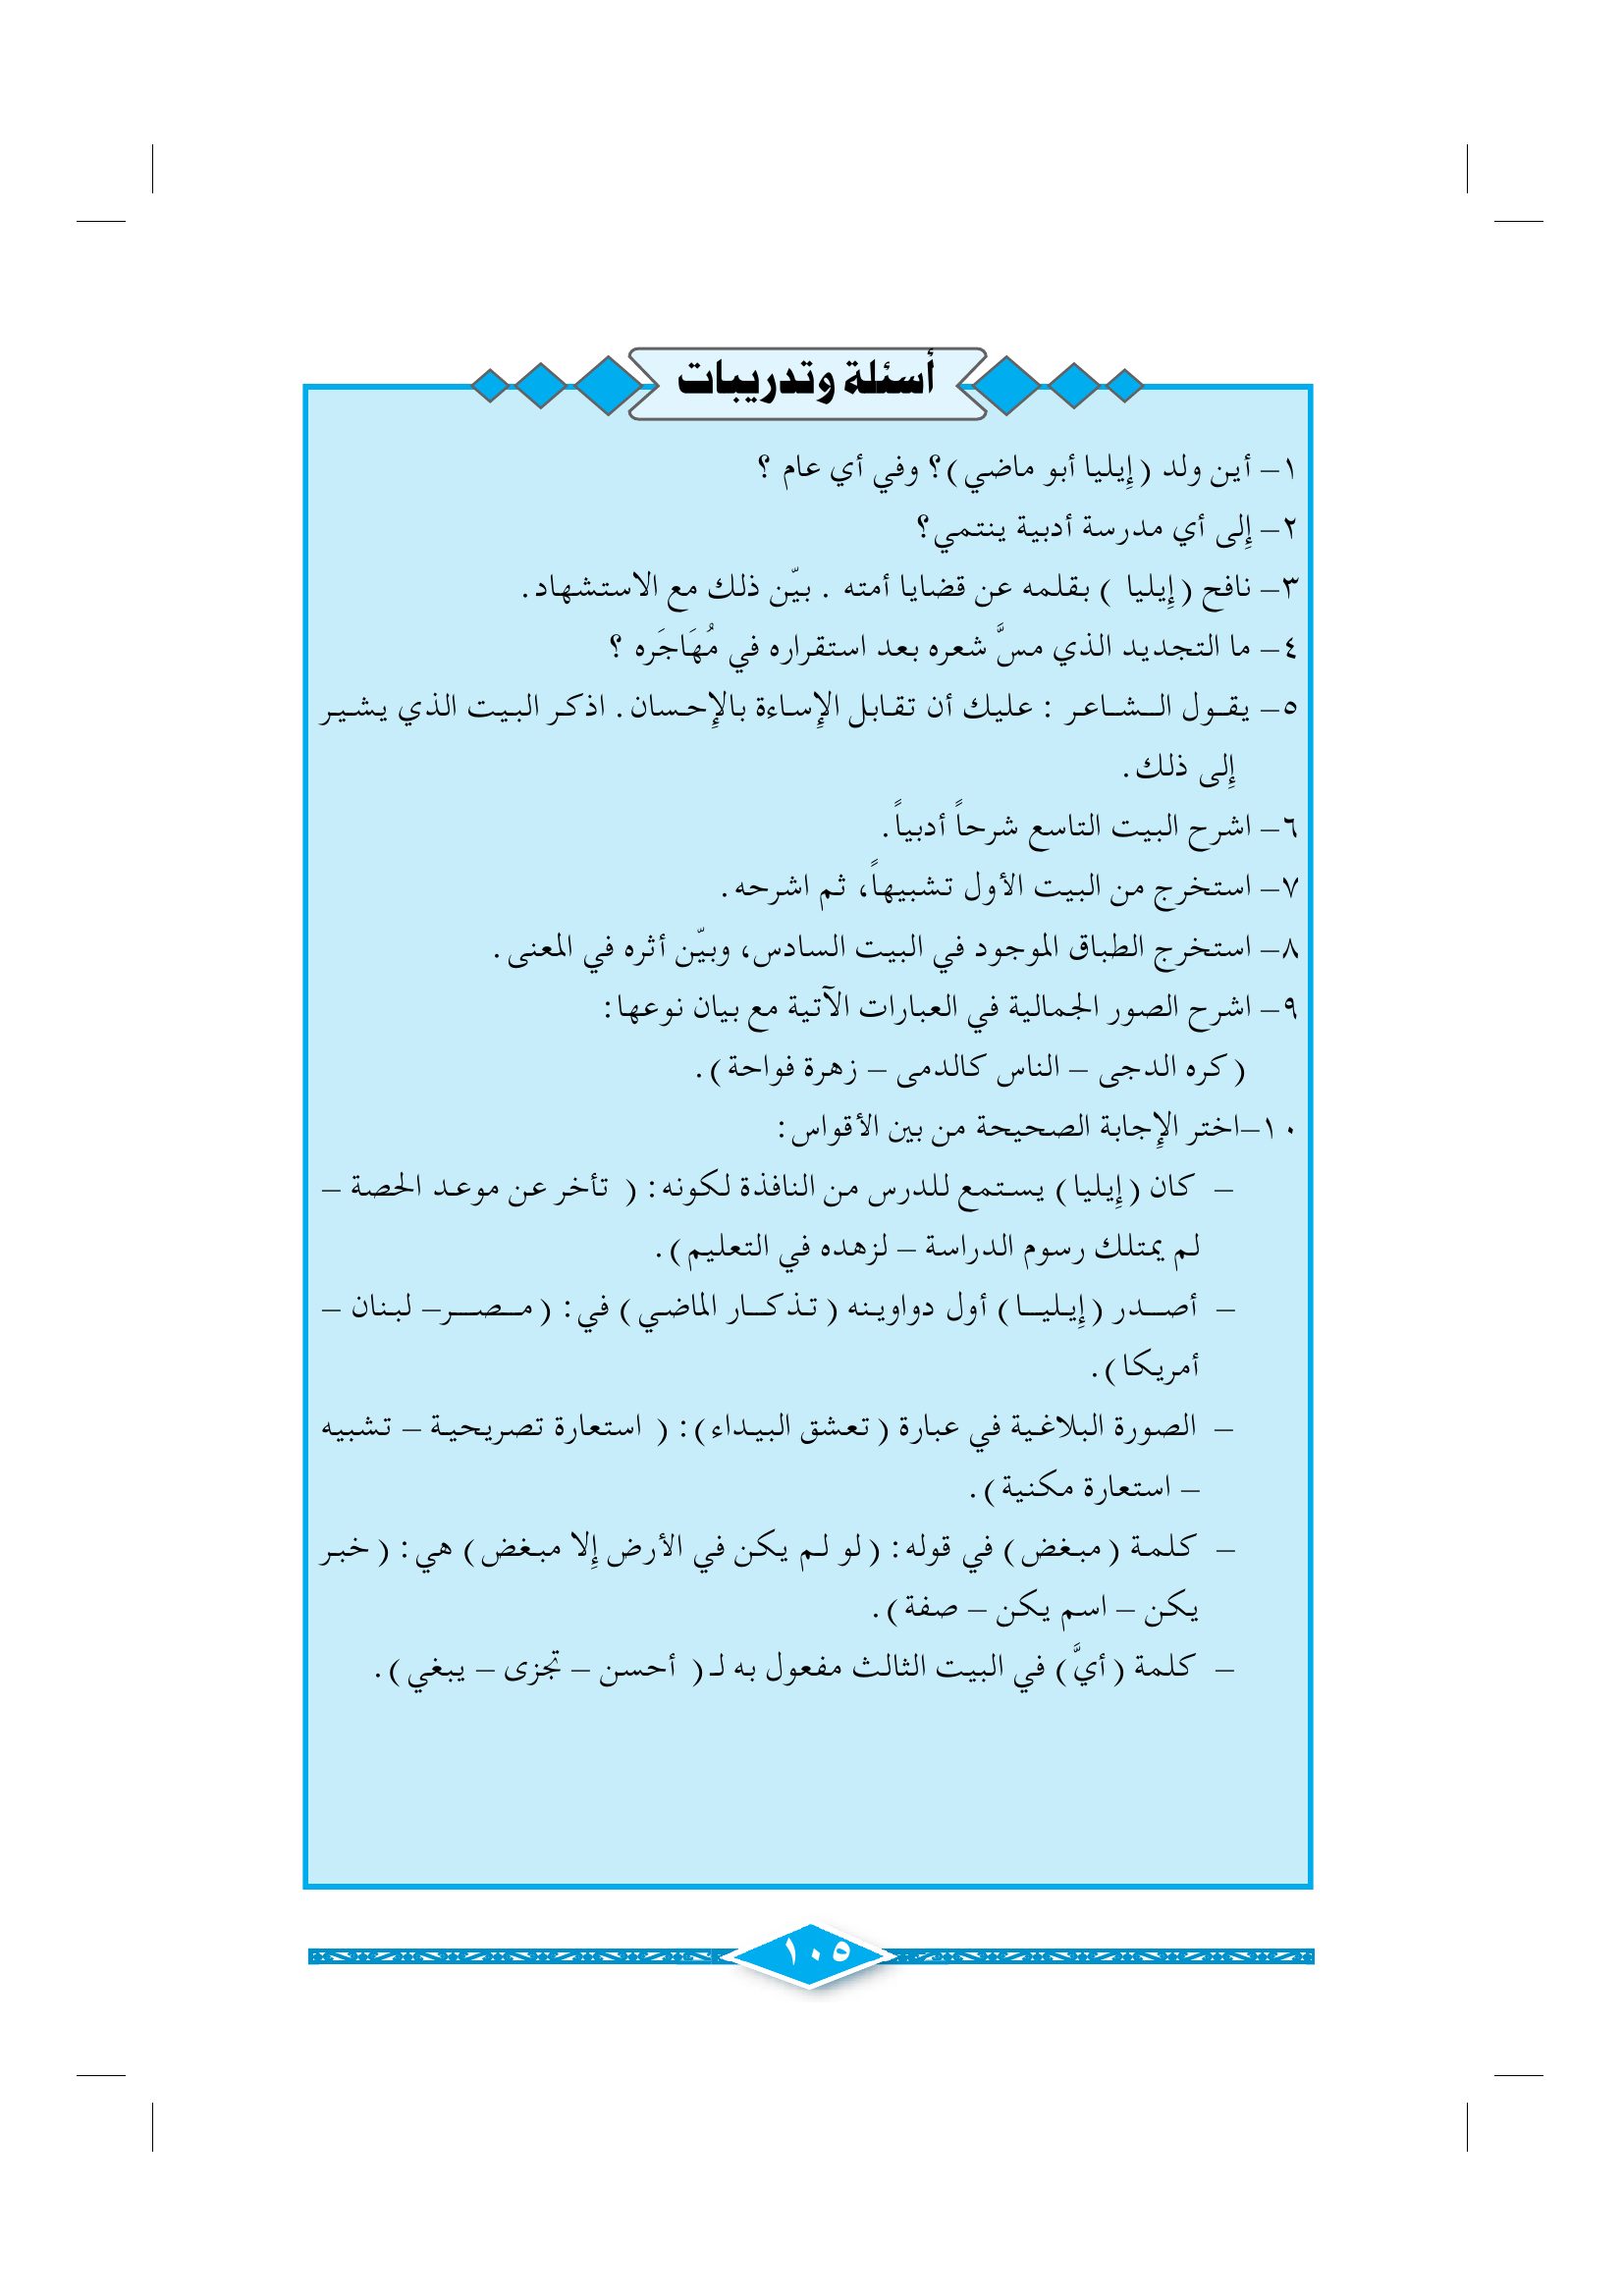 أسئلة وتدريبات
١– أين ولد (إيليا أبو ماضي)؟ وفي أي عام ؟
٢– إلى أي مدرسة أدبية ينتمي؟
٣– نافح (إيليا ) بقلمه عن قضايا أمته . بيّن ذلك مع الاستشهاد.
٤– ما التجديد الذي مسَّ شعره بعد استقراره في مُهَاجَره ؟
٥– يقول الشاعر : عليك أن تقابل الإساءة بالإحسان. اذكر البيت الذي يشير
إلى ذلك.
٦– اشرح البيت التاسع شرحاً أدبياً.
٧– استخرج من البيت الأول تشبيهاً، ثم اشرحه.
٨– استخرج الطباق الموجود في البيت السادس، وبيّن أثره في المعنى.
٩– اشرح الصور الجمالية في العبارات الآتية مع بيان نوعها:
(كره الدجى – الناس كالدمى – زهرة فواحة).
١٠–اختر الإجابة الصحيحة من بين الأقواس:
– كان (إيليا) يستمع للدرس من النافذة لكونه: ( تأخر عن موعد الحصة –
لم يمتلك رسوم الدراسة – لزهده في التعليم).
– أصدر (إيليا) أول دواوينه (تذكار الماضي) في: (مصر– لبنان –
أمريكا).
– الصورة البلاغية في عبارة (تعشق البيداء): ( استعارة تصريحية – تشبيه
– استعارة مكنية).
– كلمة (مبغض) في قوله: (لو لم يكن في الأرض إلا مبغض) هي: (خبر
يكن – اسم يكن – صفة).
– كلمة (أيَّ) في البيت الثالث مفعول به لـ( أحسن – تجزى – يبغي).
١٠٥